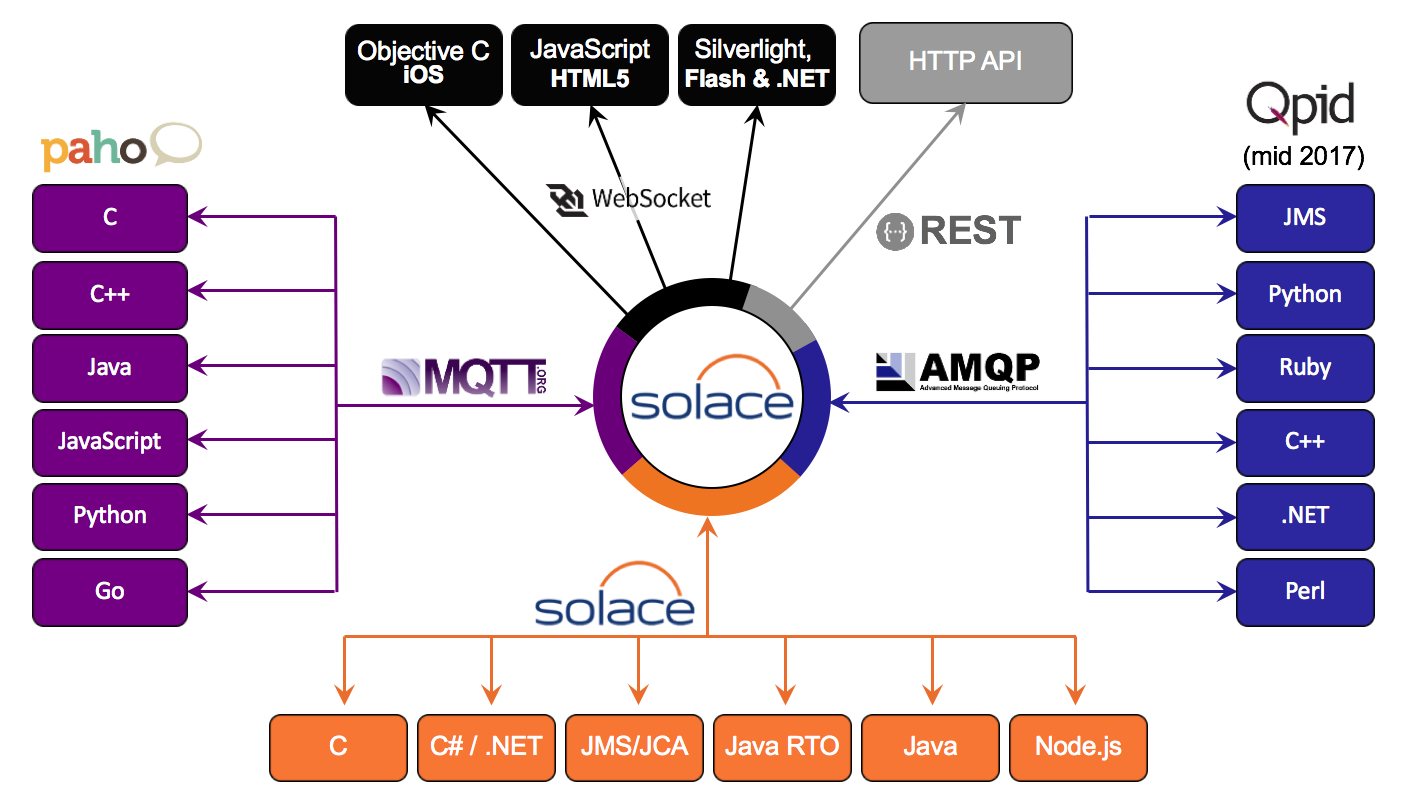 Objective C
iOS
JavaScript
HTML5
Silverlight,
Flash & .NET
HTTP API
paho
Qpid
(mid 2017)
WebSocket
{···} REST
C
C++
Java
JavaScript
Python
Go
MQTT.ORG
solace
AMQP
Advanced Message Queuing Protocol
JMS
Python
Ruby
C++
.NET
Perl
solace
C
C# / .NET
JMS/JCA
Java RTO
Java
Node.js